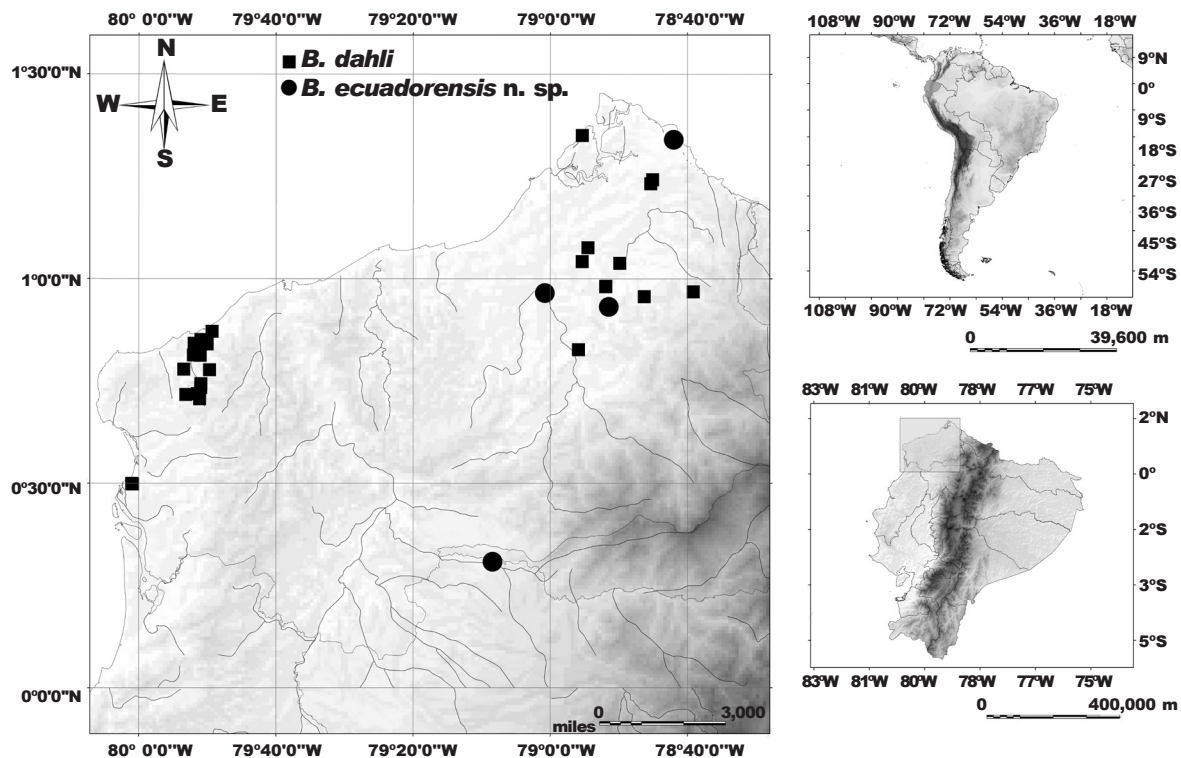 80° 0'0"W 79°40'0"W 79°20'0"W 79°0'0"W 78°40'0"W
N
W E
S
B. dahli
B. ecuadorensis n. sp.
1°30'0"N
1°0'0"N
0°30'0"N
0°0'0"N
0 3,000
miles
80° 0'0"W 79°40'0"W 79°20'0"W 79°0'0"W 78°40'0"W
108°W 90°W 72°W 54°W 36°W 18°W
9°N
0°
9°S
18°S
27°S
36°S
45°S
54°S
108°W 90°W 72°W 54°W 36°W 18°W
0 39,600 m
83°W 81°W 80°W 78°W 77°W 75°W
2°N
0°
2°S
3°S
5°S
83°W 81°W 80°W 78°W 77°W 75°W
0 400,000 m